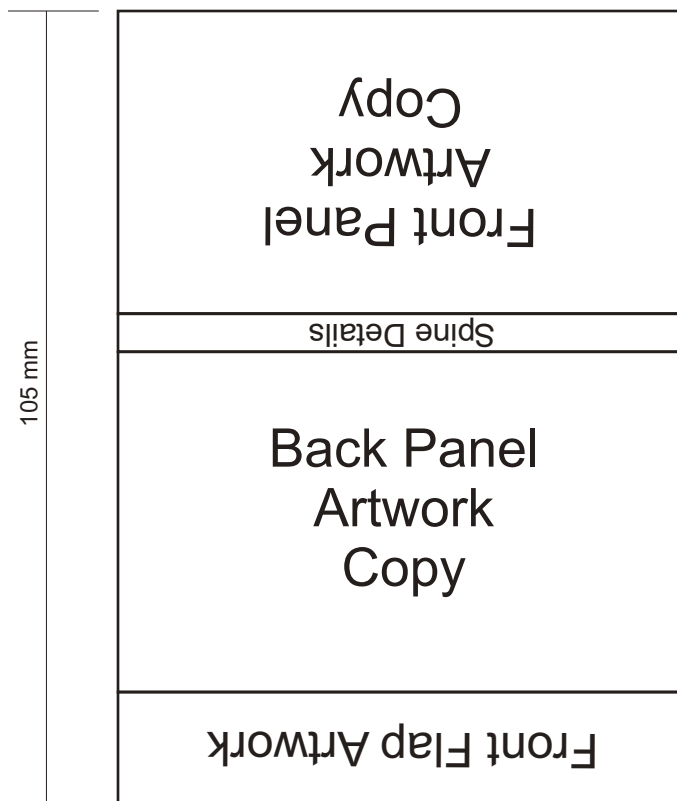 Front Panel
Artwork
Copy
Spine Details
Back Panel
Artwork
Copy
Front Flap Artwork
105 mm